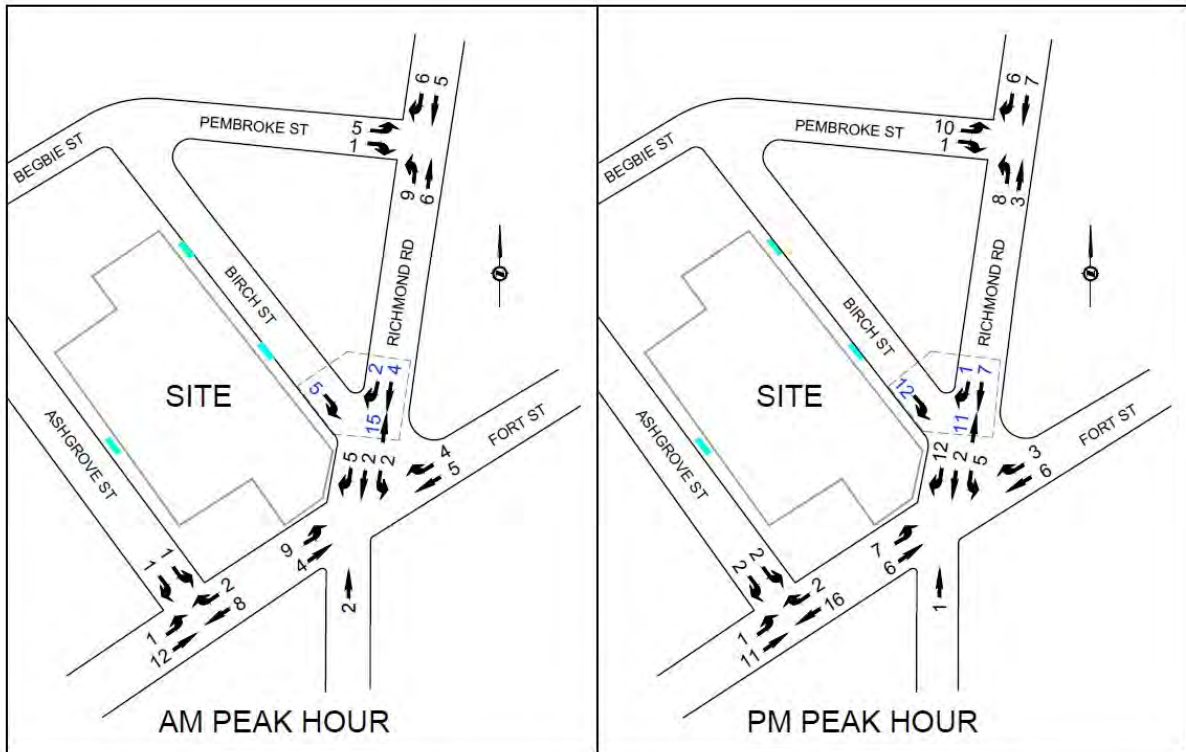 6 5
PEMBROKE ST
5
1
BEGBIE ST
9 6
RICHMOND RD
BIRCH ST
2 4
5
15
SITE
ASHGROVE ST
FORT ST
5 2 2
4
5
9
4
1 1
2
8
2
1
12
AM PEAK HOUR
6 7
PEMBROKE ST
10
1
BEGBIE ST
8 3
RICHMOND RD
BIRCH ST
1 7
12
11
SITE
ASHGROVE ST
FORT ST
12 2 5
3
6
7
6
2 2
2
16
1
1
11
PM PEAK HOUR